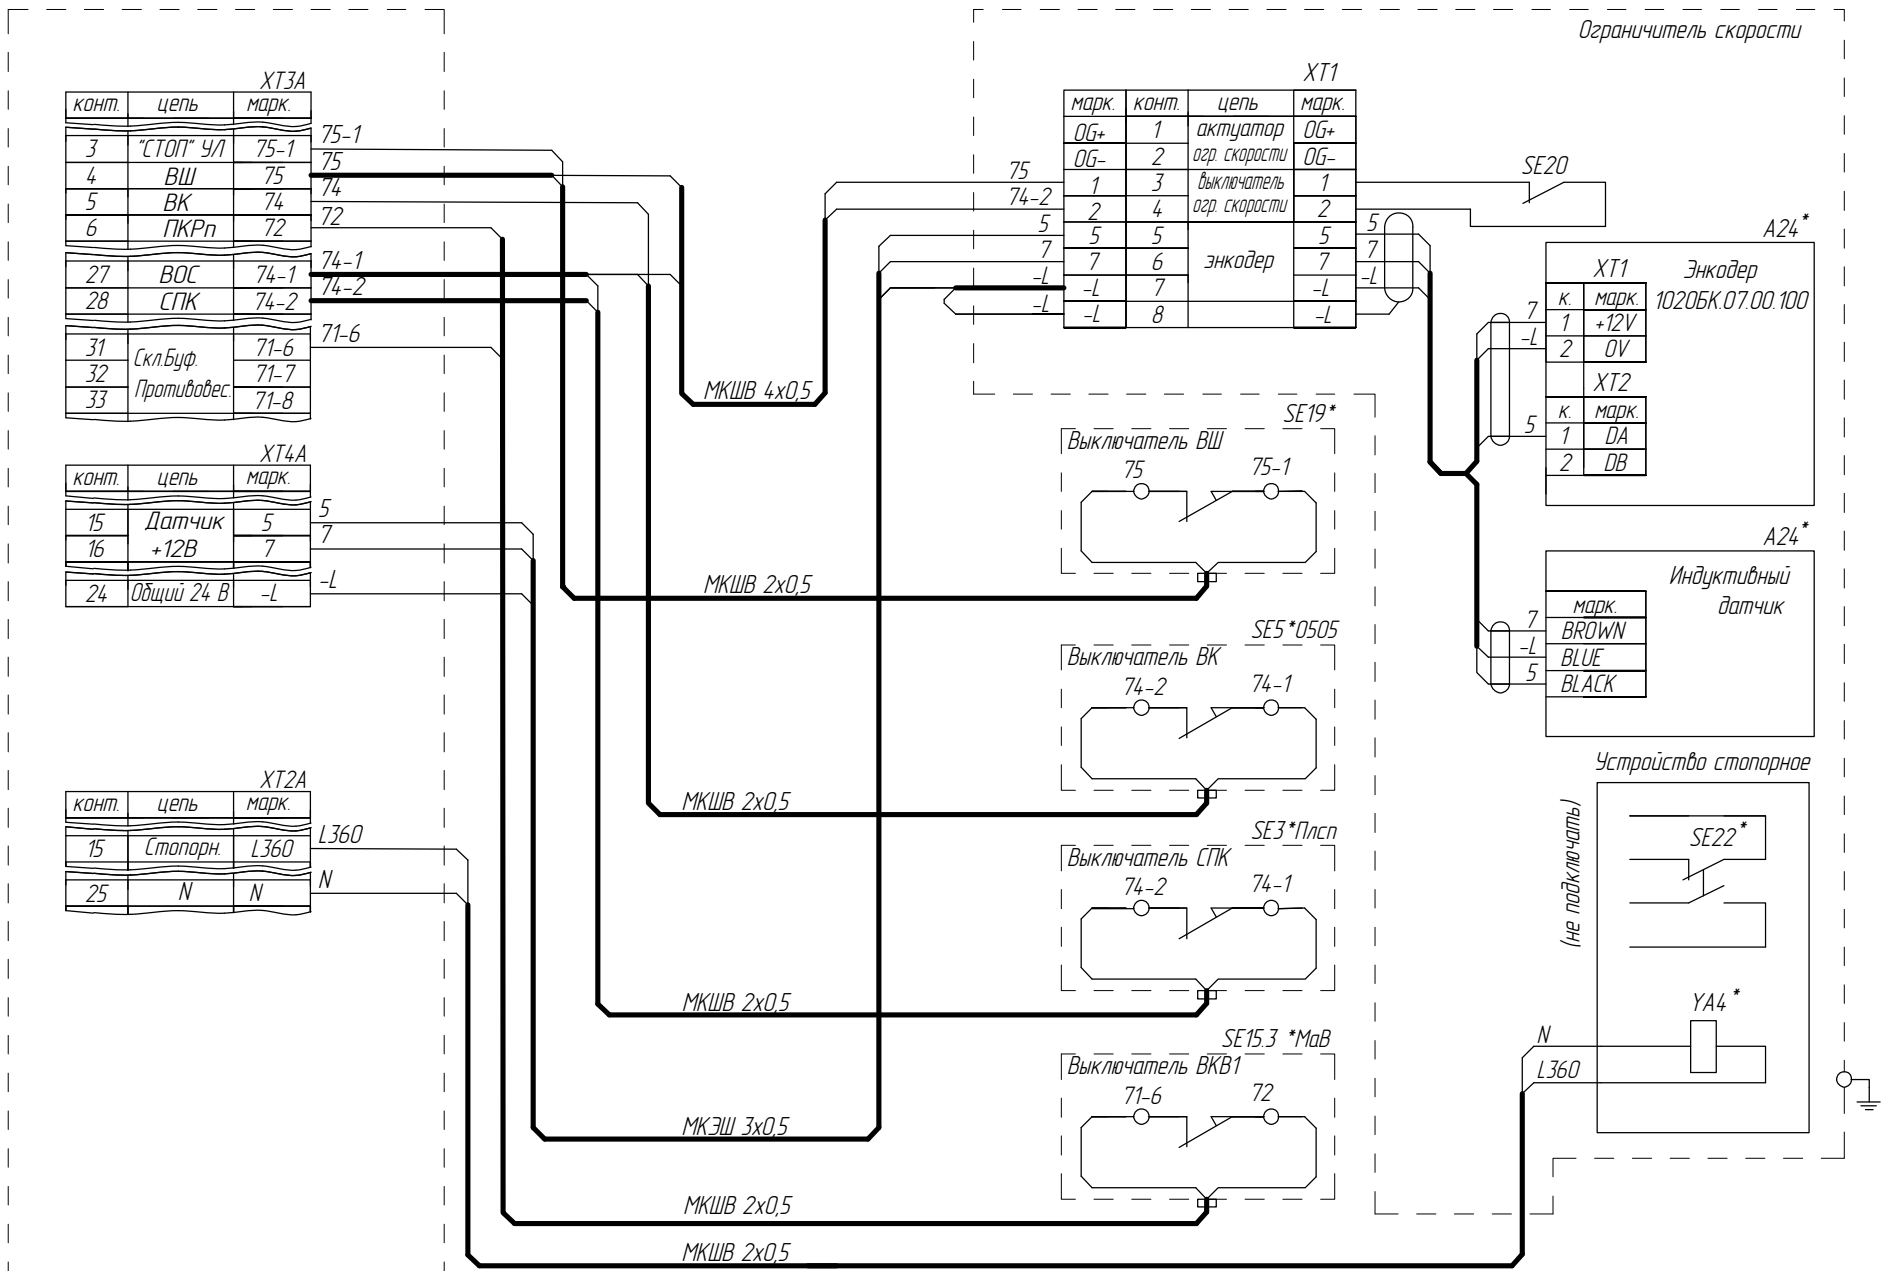 XT3A
конт. цепь марк.
3 "СТОП" УЛ 75-1
4 ВШ 75
5 ВК 74
6 ПКРп 72
27 ВОС 74-1
28 СПК 74-2
31 Скл.Буф. 71-6
32 71-7
Противовес.
33 71-8
75-1
75
74
72
74-1
74-2
71-6
XT4A
конт. цепь марк.
15 Датчик 5
16 +12В 7
24 Общий 24 В -L
5
7
-L
XT2A
конт. цепь марк.
15 Стопорн. L360
25 N N
L360
N
МКШВ 4х0,5
МКШВ 2х0,5
МКШВ 2х0,5
МКШВ 2х0,5
МКЭШ 3х0,5
МКШВ 2х0,5
МКШВ 2х0,5
Ограничитель скорости
XT1
марк. конт. цепь марк.
OG+ 1 актуатор OG+
OG- 2 огр. скорости OG-
1 3 выключатель 1
2 4 огр. скорости 2
5 5 5
7 6 энкодер 7
-L 7 -L
-L 8 -L
75
74-2
5
7
-L
-L
5
7
-L
SE20
A24*
XT1 Энкодер
1020БК.07.00.100
к. марк.
1 +12V
2 0V
XT2
к. марк.
1 DA
2 DB
7
-L
5
A24*
Индуктивный
датчик
марк.
BROWN
BLUE
BLACK
7
-L
5
SE19*
Выключатель ВШ
75 75-1
SE5*0505
Выключатель ВК
74-2 74-1
SE3*Плсп
Выключатель СПК
74-2 74-1
SE15.3 *МаВ
Выключатель ВКВ1
71-6 72
Устройство стопорное
(не подключать)
SE22*
YA4*
N
L360